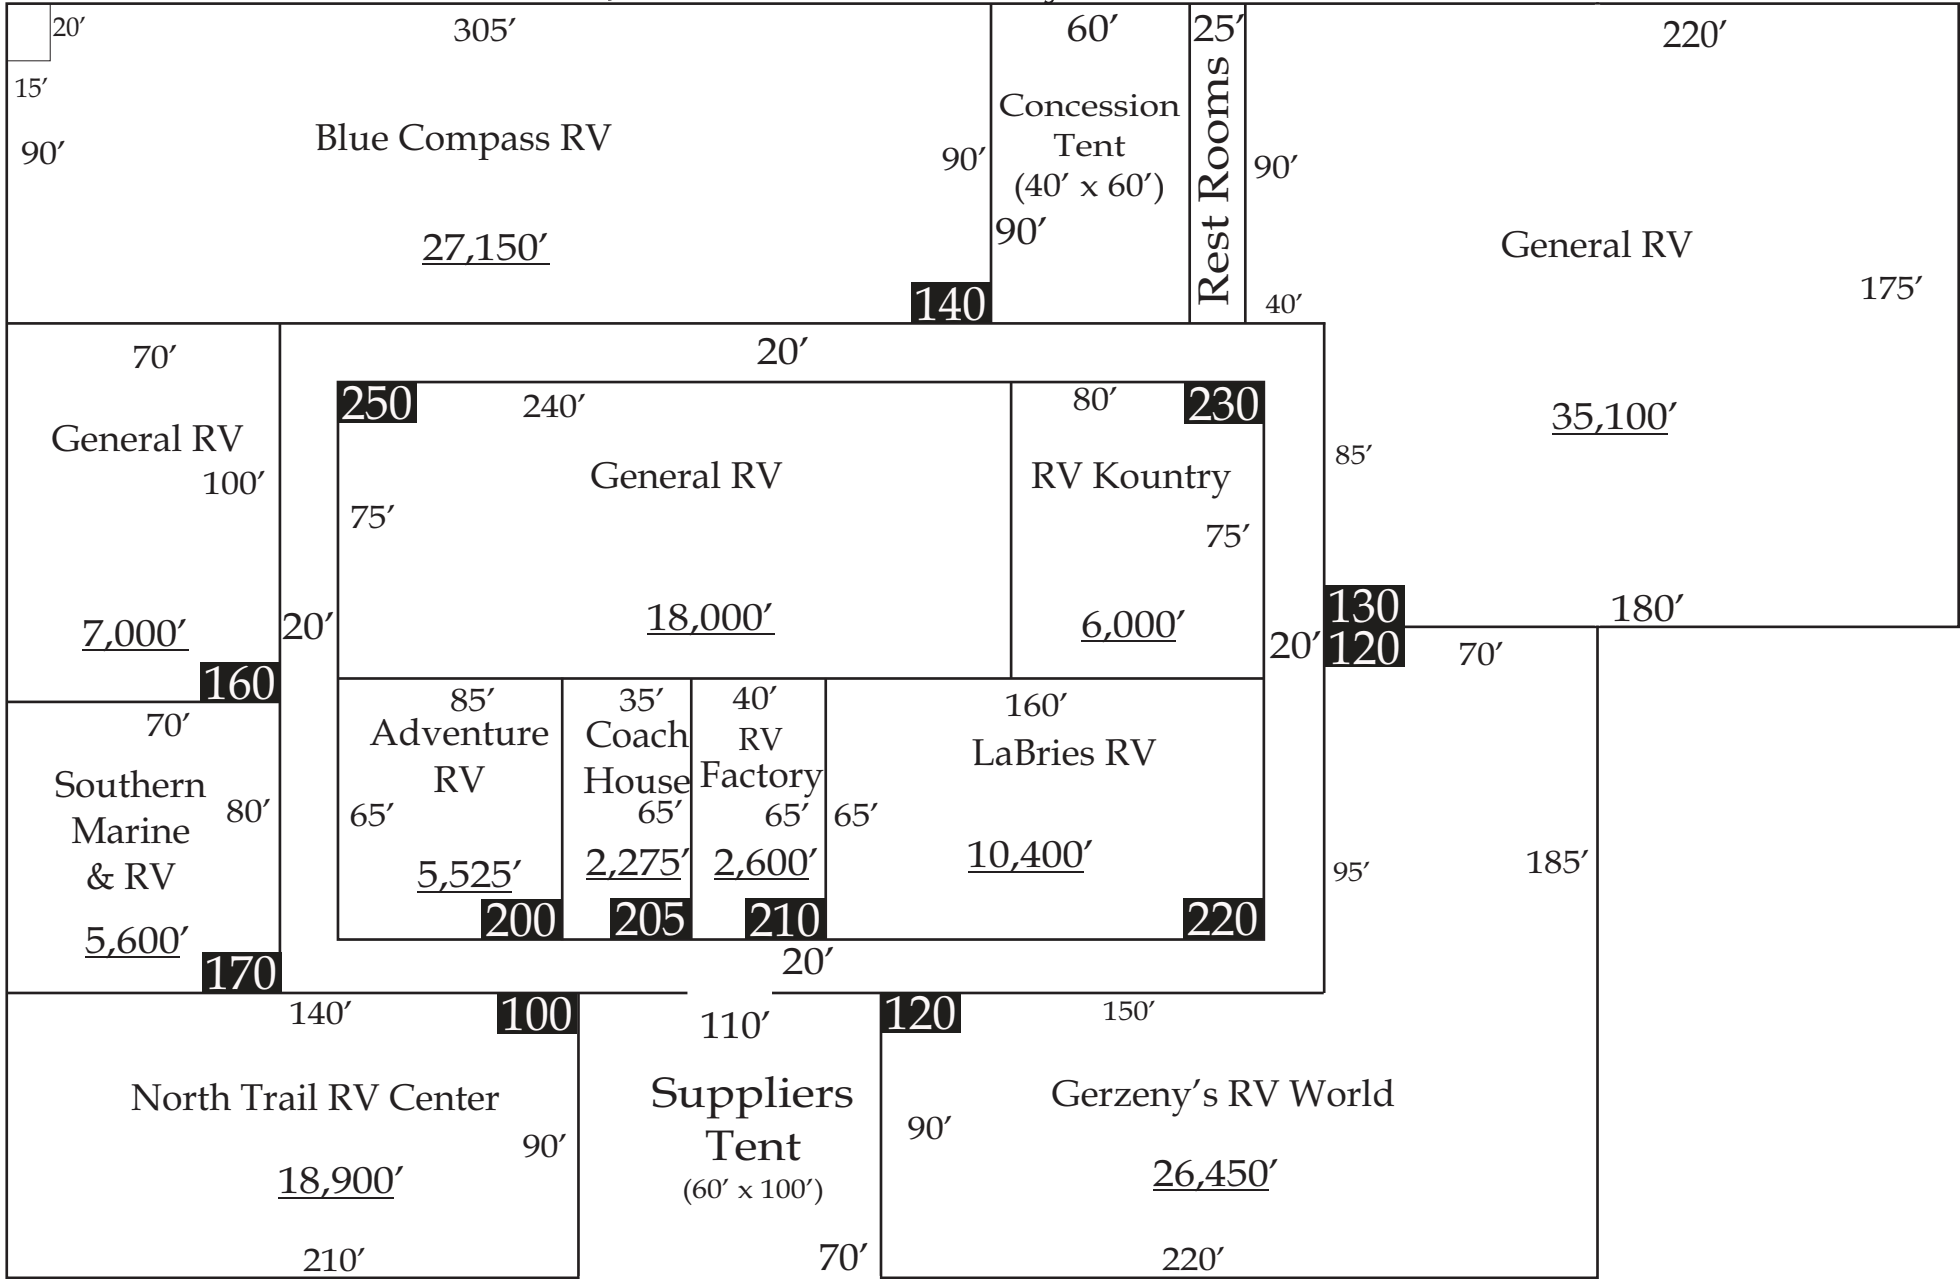 20′
305′
15′
90′
Blue Compass RV
90′
27,150′
140
60′
Concession
Tent
(40′ x 60′)
90′
25′
Rest Rooms
220′
90′
General RV
175′
40′
35,100′
85′
130
180′
70′
General RV
100′
7,000′
160
20′
20′
250
240′
General RV
75′
18,000′
80′
230
RV Kountry
75′
6,000′
20′
120
70′
185′
95′
70′
Southern
Marine
& RV
80′
5,600′
170
85′
Adventure
RV
65′
5,525′
200
35′
Coach
House
65′
2,275′
205
40′
RV
Factory
65′
2,600′
210
160′
LaBries RV
65′
10,400′
220
20′
140′
100
North Trail RV Center
90′
18,900′
210′
110′
Suppliers
Tent
(60′ x 100′)
70′
120
150′
Gerzeny’s RV World
90′
26,450′
220′